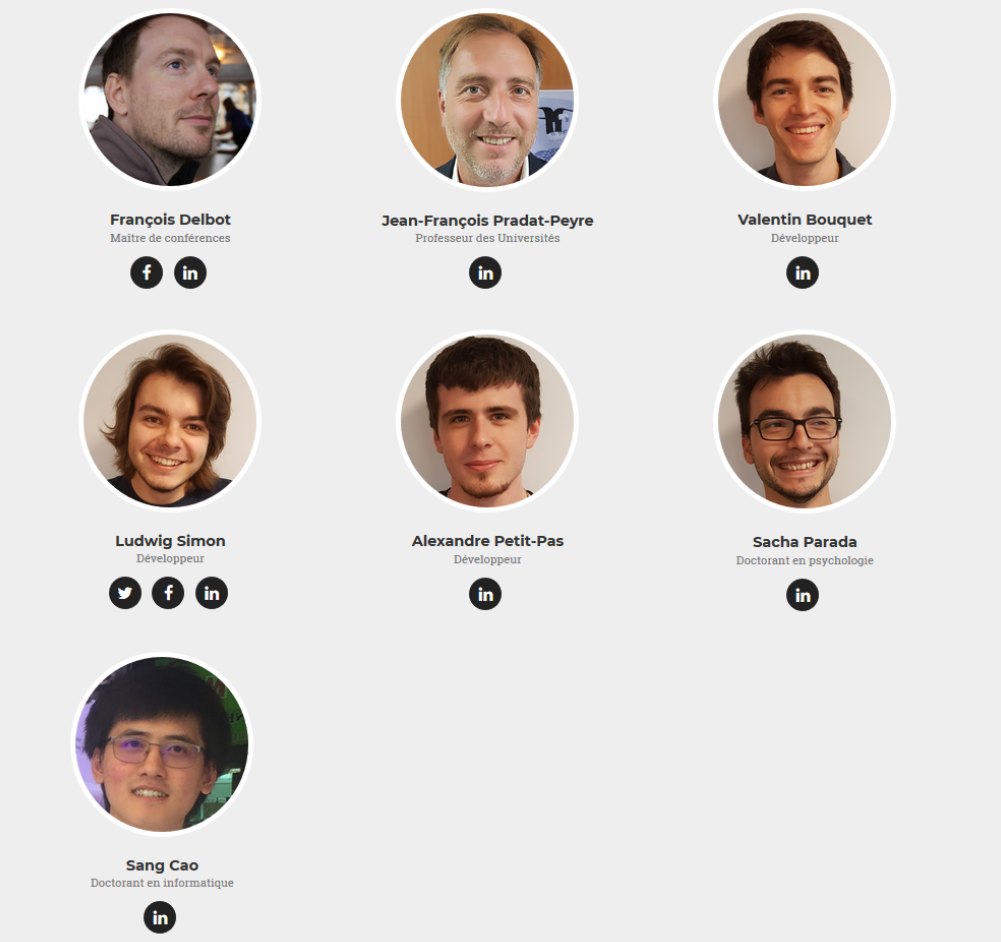 François Delbot
Maître de conférences
Jean-François Pradat-Peyre
Professeur des Universités
Valentin Bouquet
Développeur
Ludwig Simon
Développeur
Alexandre Petit-Pas
Développeur
Sacha Parada
Doctorant en psychologie
Sang Cao
Doctorant en informatique